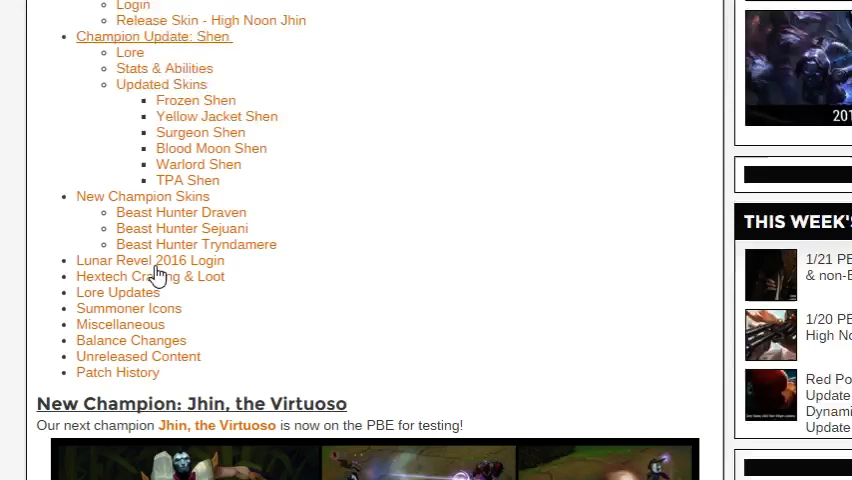 Login
Release Skin - High Noon Jhin
Champion Update: Shen
Lore
Stats & Abilities
Updated Skins
Frozen Shen
Yellow Jacket Shen
Surgeon Shen
Blood Moon Shen
Warlord Shen
TPA Shen
New Champion Skins
Beast Hunter Draven
Beast Hunter Sejuani
Beast Hunter Tryndamere
Lunar Revel 2016 Login
Hextech & Loot
Lore Updates
Summoner Icons
Miscellaneous
Balance Changes
Unreleased Content
Patch History
New Champion: Jhin, the Virtuoso
Our next champion Jhin, the Virtuoso is now on the PBE for testing!
201
THIS WEEK'S
1/21 PB
& non-
1/20 PB
High No
Red Po
Update
Dynami
Update